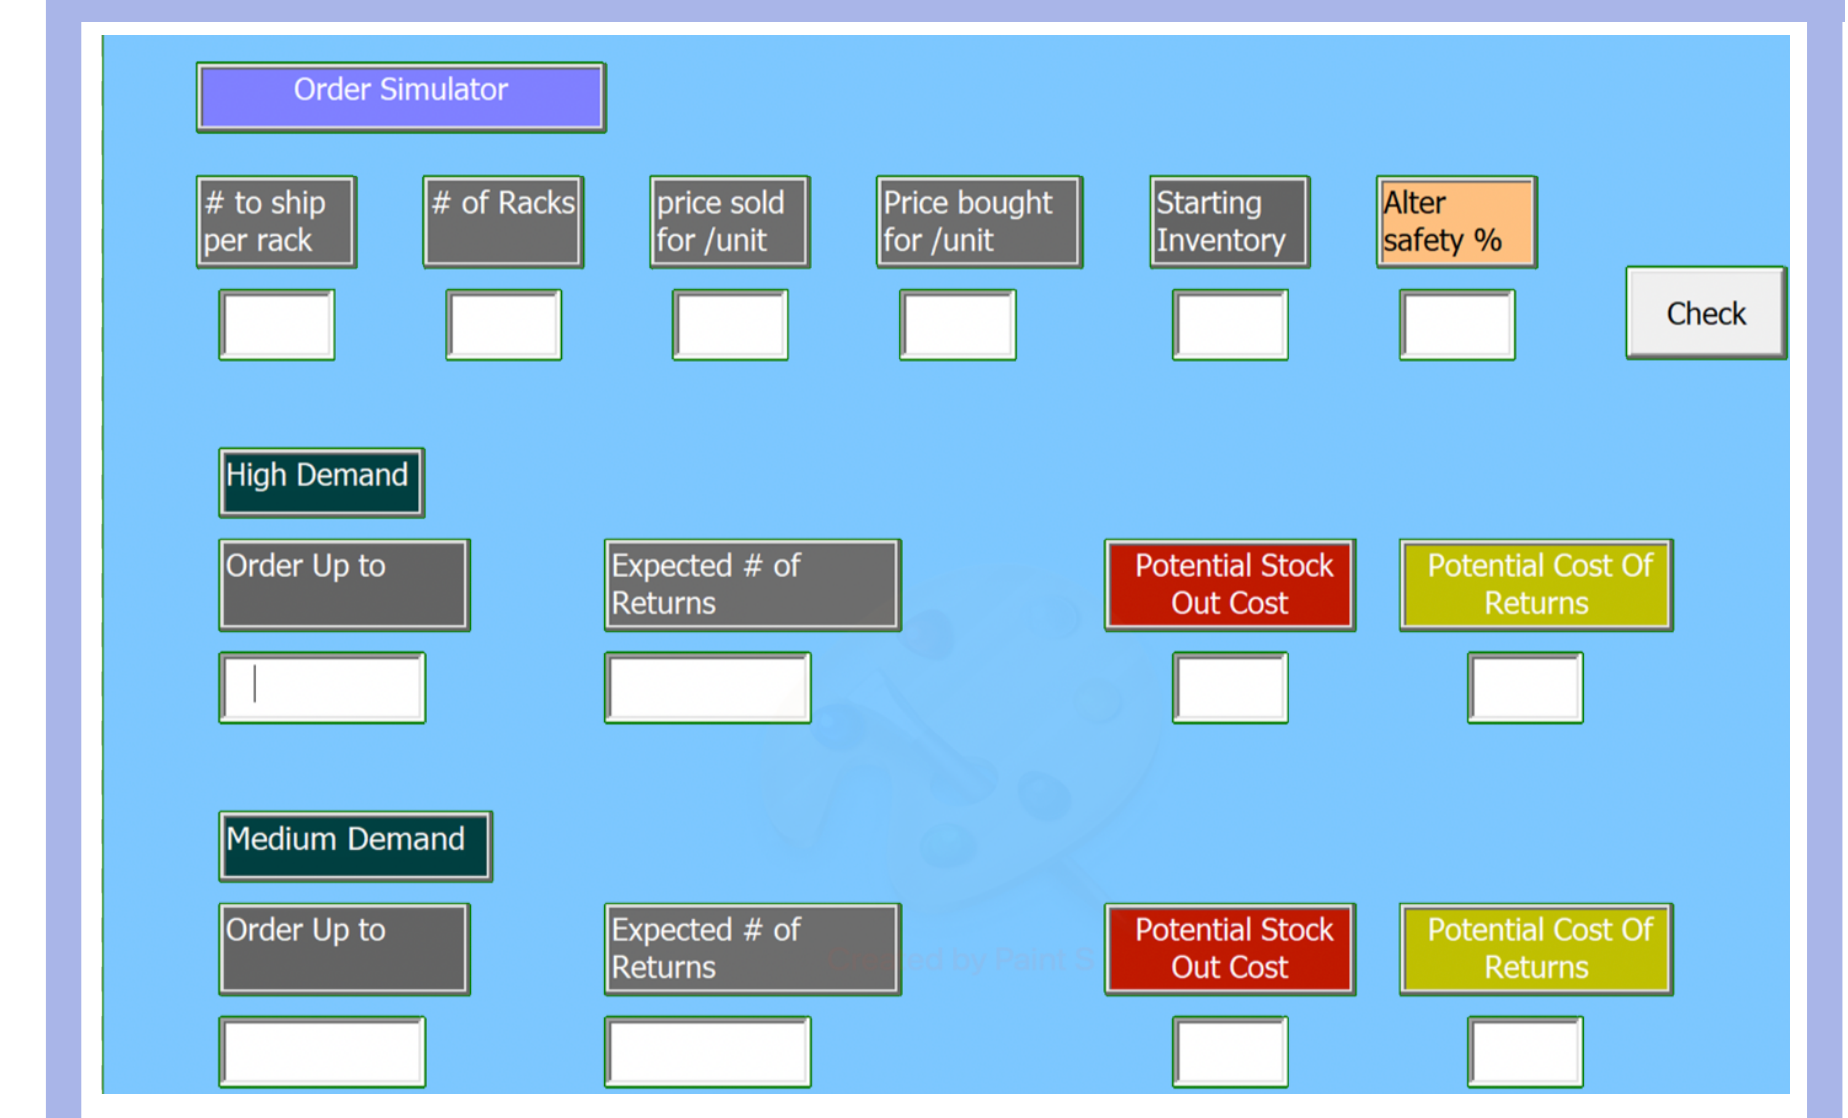 Order Simulator
# to ship
per rack
# of Racks
price sold
for /unit
Price bought
for /unit
Starting
Inventory
Alter
safety %
Check
High Demand
Order Up to
Expected # of
Returns
Potential Stock
Out Cost
Potential Cost Of
Returns
Medium Demand
Order Up to
Expected # of
Returns
Potential Stock
Out Cost
Potential Cost Of
Returns
by Paint S